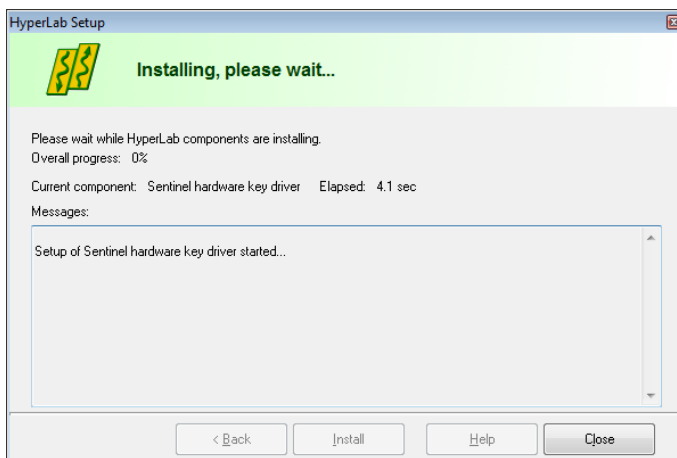 HyperLab Setup
Installing, please wait...
Please wait while HyperLab components are installing.
Overall progress: 0%
Current component: Sentinel hardware key driver Elapsed: 4.1 sec
Messages:
Setup of Sentinel hardware key driver started...
< Back Install Help Close